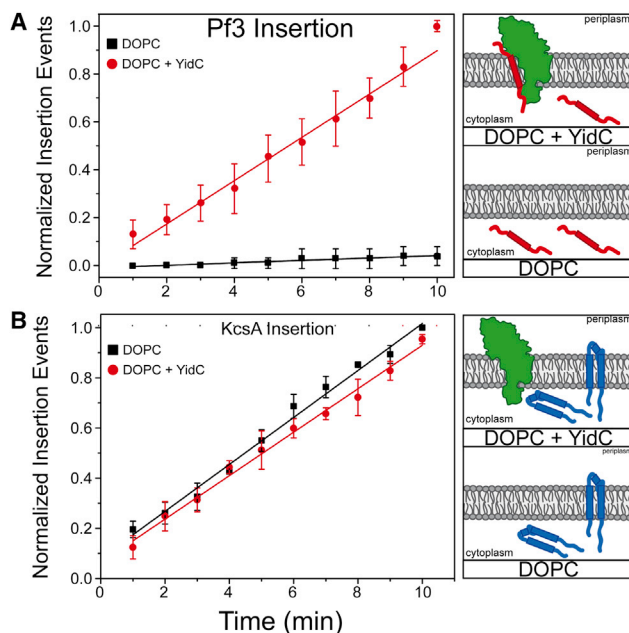 A
Pf3 Insertion
DOPC
DOPC + YidC
Normalized Insertion Events
1.0
0.8
0.6
0.4
0.2
0.0
0 2 4 6 8 10
periplasm
cytoplasm
DOPC + YidC
periplasm
cytoplasm
DOPC
B
KcsA Insertion
DOPC
DOPC + YidC
Normalized Insertion Events
1.0
0.8
0.6
0.4
0.2
0.0
0 2 4 6 8 10
Time (min)
periplasm
cytoplasm
DOPC + YidC
periplasm
cytoplasm
DOPC